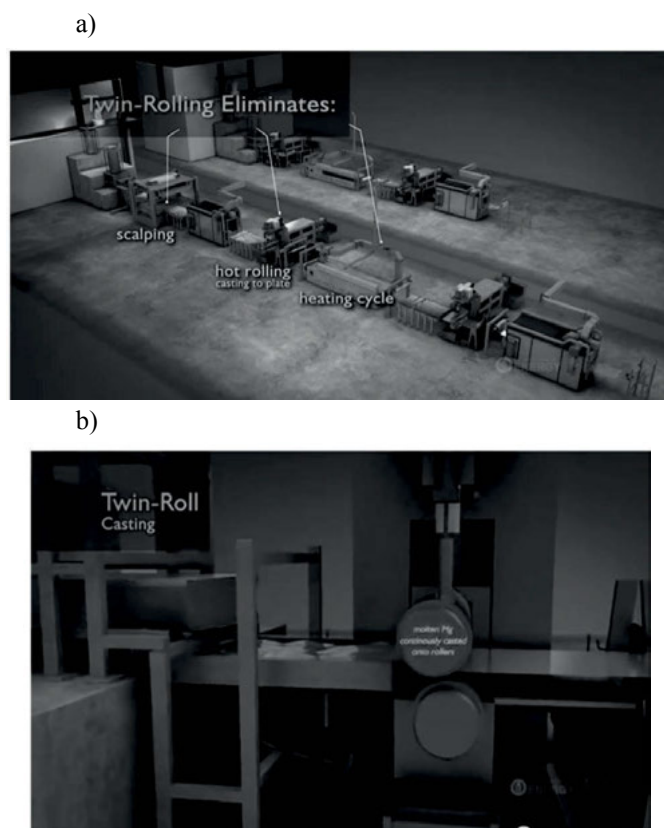 a)
Twin-Rolling Eliminates:
scalping
hot rolling
casting to plate
heating cycle
b)
Twin-Roll
Casting
molten Mg
continously casted
onto rollers